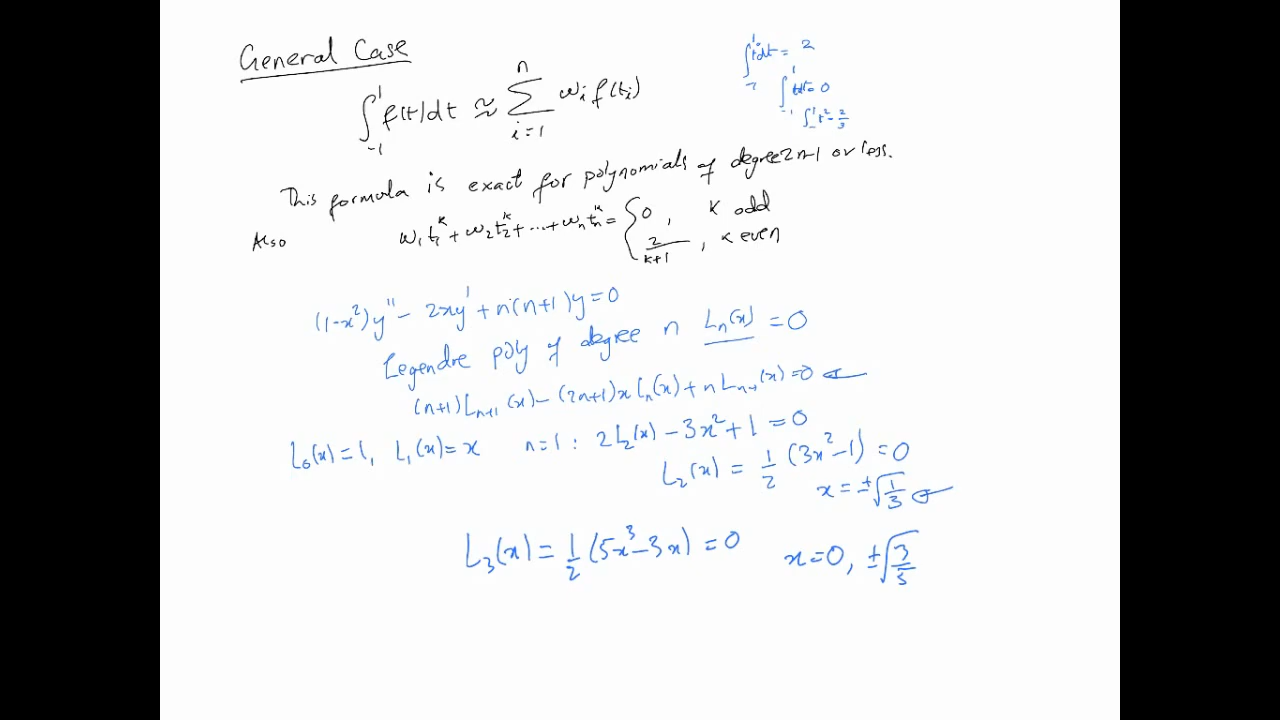 General Case
∫₋₁¹ f(t)dt ≈ Σᵢ₌₁ⁿ wᵢ f(tᵢ)
∫₋₁¹ t⁰dt = 2
∫₋₁¹ tdt = 0
∫₋₁¹ t² = 2/3
This formula is exact for polynomials of degree 2n-1 or less.
Also w₁t₁ᵏ + w₂t₂ᵏ + ... + wₙtₙᵏ = { 0, k odd
2/(k+1), k even
(1-x²)y'' - 2xy' + n(n+1)y = 0
Legendre poly of degree n Lₙ(x) = 0
(n+1)Lₙ₊₁(x) - (2n+1)x Lₙ(x) + n Lₙ₋₁(x) = 0 ←
L₀(x) = 1, L₁(x) = x n=1 : 2L₂(x) - 3x² + 1 = 0
L₂(x) = 1/2 (3x² - 1) = 0
x = ±√(1/3) ←
L₃(x) = 1/2 (5x³ - 3x) = 0 x = 0, ±√(3/5)